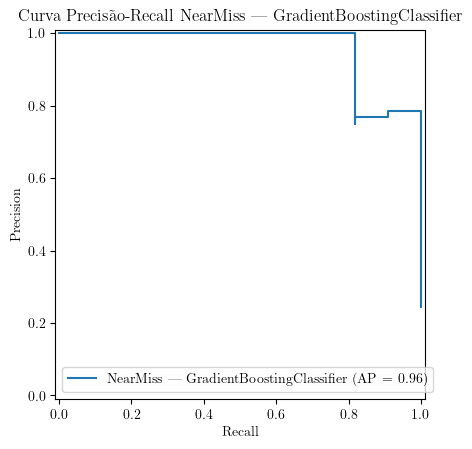 Curva Precisão-Recall NearMiss — GradientBoostingClassifier
1.0
0.8
0.6
0.4
0.2
0.0
Precision
NearMiss — GradientBoostingClassifier (AP = 0.96)
0.0 0.2 0.4 0.6 0.8 1.0
Recall